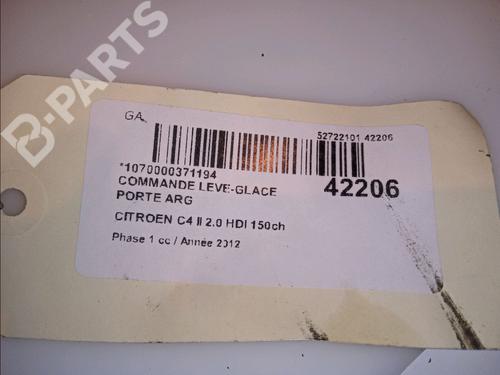 B-PARTS
GA
52722101 42206
*1070000371194
42206
COMMANDE LEVE-GLACE
PORTE ARG
CITROEN C4 II 2.0 HDI 150ch
Phase 1 cc / Année 2012